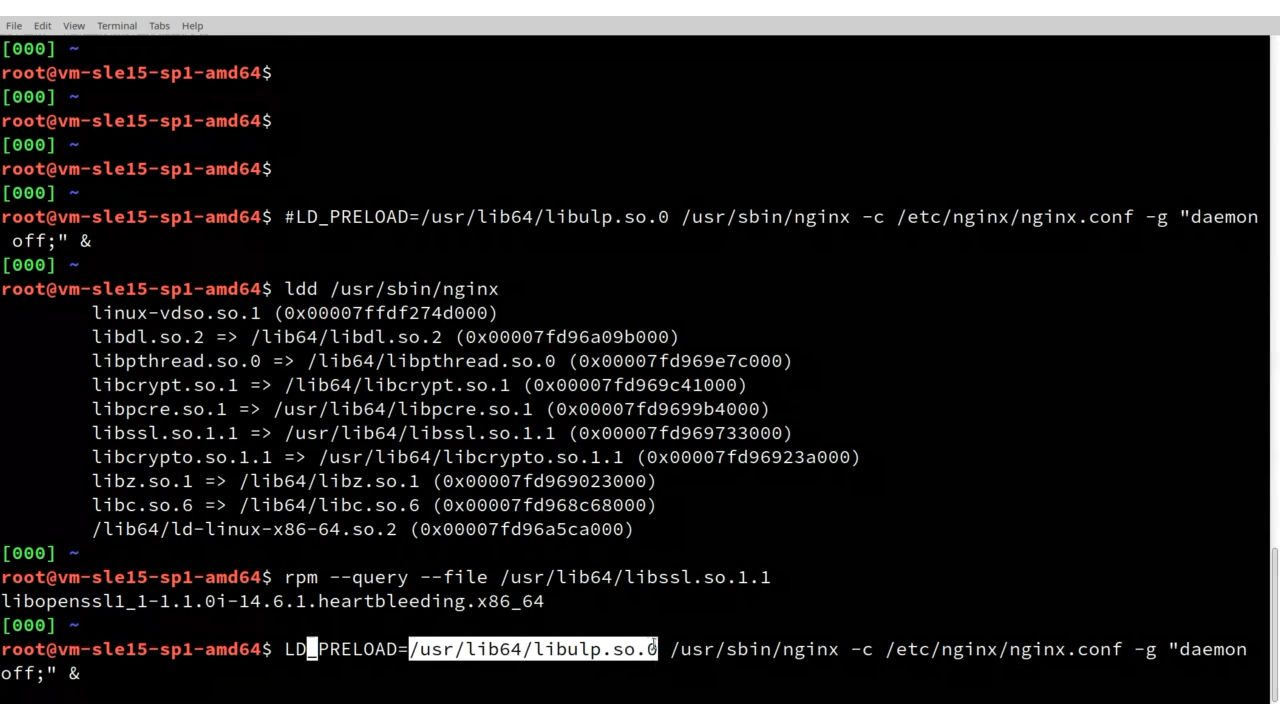 File Edit View Terminal Tabs Help
[000] ~
root@vm-sle15-sp1-amd64$
[000] ~
root@vm-sle15-sp1-amd64$
[000] ~
root@vm-sle15-sp1-amd64$
[000] ~
root@vm-sle15-sp1-amd64$ #LD_PRELOAD=/usr/lib64/libulp.so.0 /usr/sbin/nginx -c /etc/nginx/nginx.conf -g "daemon
off;" &
[000] ~
root@vm-sle15-sp1-amd64$ ldd /usr/sbin/nginx
linux-vdso.so.1 (0x00007ffdf274d000)
libdl.so.2 => /lib64/libdl.so.2 (0x00007fd96a09b000)
libpthread.so.0 => /lib64/libpthread.so.0 (0x00007fd969e7c000)
libcrypt.so.1 => /lib64/libcrypt.so.1 (0x00007fd969c41000)
libpcre.so.1 => /usr/lib64/libpcre.so.1 (0x00007fd9699b4000)
libssl.so.1.1 => /usr/lib64/libssl.so.1.1 (0x00007fd969733000)
libcrypto.so.1.1 => /usr/lib64/libcrypto.so.1.1 (0x00007fd96923a000)
libz.so.1 => /lib64/libz.so.1 (0x00007fd969023000)
libc.so.6 => /lib64/libc.so.6 (0x00007fd968c68000)
/lib64/ld-linux-x86-64.so.2 (0x00007fd96a5ca000)
[000] ~
root@vm-sle15-sp1-amd64$ rpm --query --file /usr/lib64/libssl.so.1.1
libopenssl1_1-1.1.0i-14.6.1.heartbleeding.x86_64
[000] ~
root@vm-sle15-sp1-amd64$ LD_PRELOAD=/usr/lib64/libulp.so.0 /usr/sbin/nginx -c /etc/nginx/nginx.conf -g "daemon
off;" &